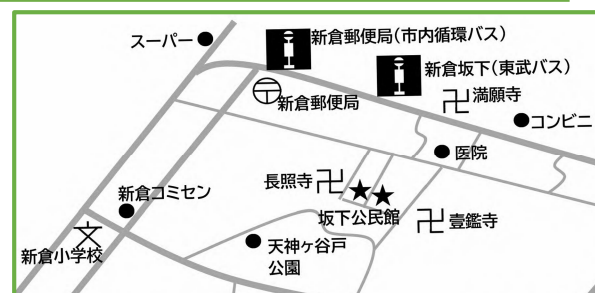 スーパー
新倉郵便局(市内循環バス)
新倉坂下(東武バス)
新倉郵便局
満願寺
コンビニ
医院
長照寺
新倉コミセン
坂下公民館
壹鑑寺
新倉小学校
天神ヶ谷戸
公園